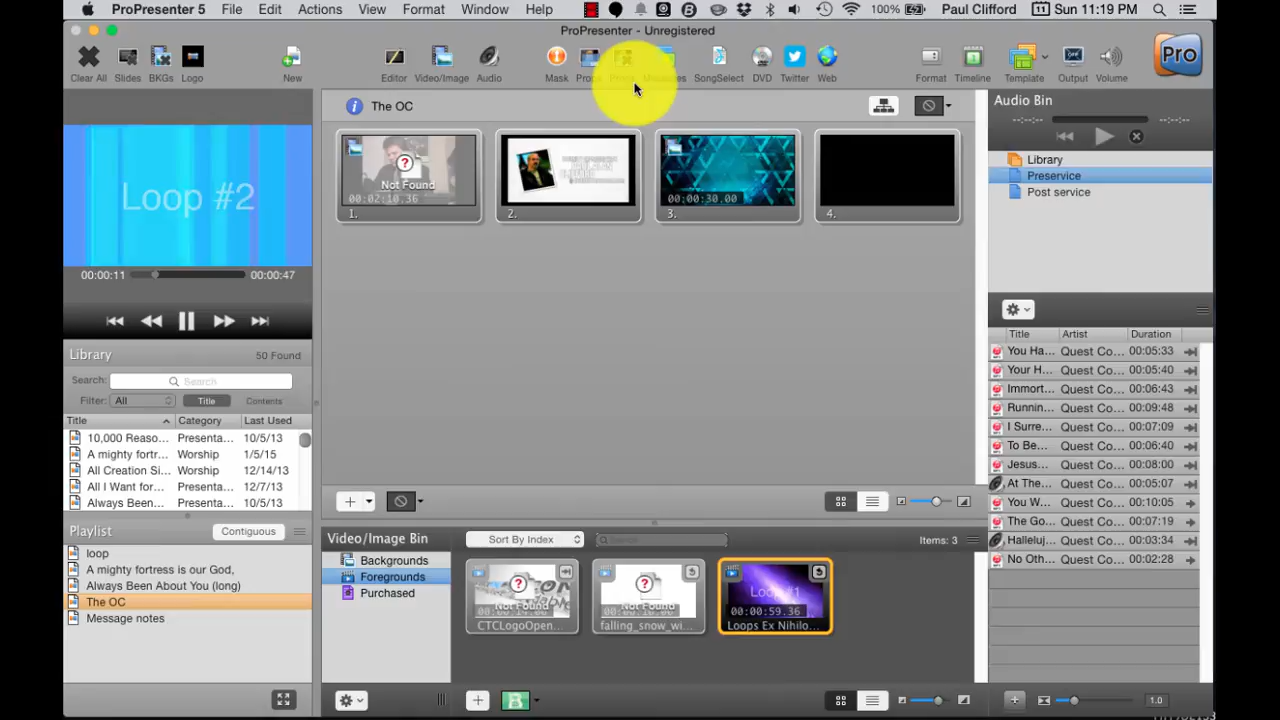 ProPresenter 5 File Edit Actions View Format Window Help 100% Sun 11:19 PM Paul Clifford
ProPresenter - Unregistered
Clear All Slides BKGs Logo New Editor Video/Image Audio Mask Props Messages SongSelect DVD Twitter Web Format Timeline Template Output Volume
Pro
Loop #2
00:00:11 00:00:47
Library 50 Found
Search: Search
Filter: All Title Contents
Title Category Last Used
10,000 Reaso... Presenta... 10/5/13
A mighty fortr... Worship 1/5/15
All Creation Si... Presenta... 12/14/13
All I Want for... Presenta... 12/7/13
Always Been... Presenta... 10/5/13
Playlist Contiguous
loop
A mighty fortress is our God,
Always Been About You (long)
The OC
Message notes
The OC
Not Found
00:02:10.36
1.
2.
00:00:30.00
3.
4.
Video/Image Bin Sort By Index Search Items: 3
Backgrounds
Foregrounds
Purchased
Not Found
CTCLogoOpen...
Not Found
falling_snow_wi...
Loop #1
00:00:59.36
Loops Ex Nihilo...
Audio Bin
--:--:-- --:--:--
Library
Preservice
Post service
Title Artist Duration
You Ha... Quest Co... 00:05:33
Your H... Quest Co... 00:05:40
Immort... Quest Co... 00:06:43
Runnin... Quest Co... 00:09:48
I Surre... Quest Co... 00:07:09
To Be... Quest Co... 00:06:40
Jesus... Quest Co... 00:08:00
At The... Quest Co... 00:05:07
You W... Quest Co... 00:10:05
The Go... Quest Co... 00:07:19
Halleluj... Quest Co... 00:03:34
No Oth... Quest Co... 00:02:28
1.0